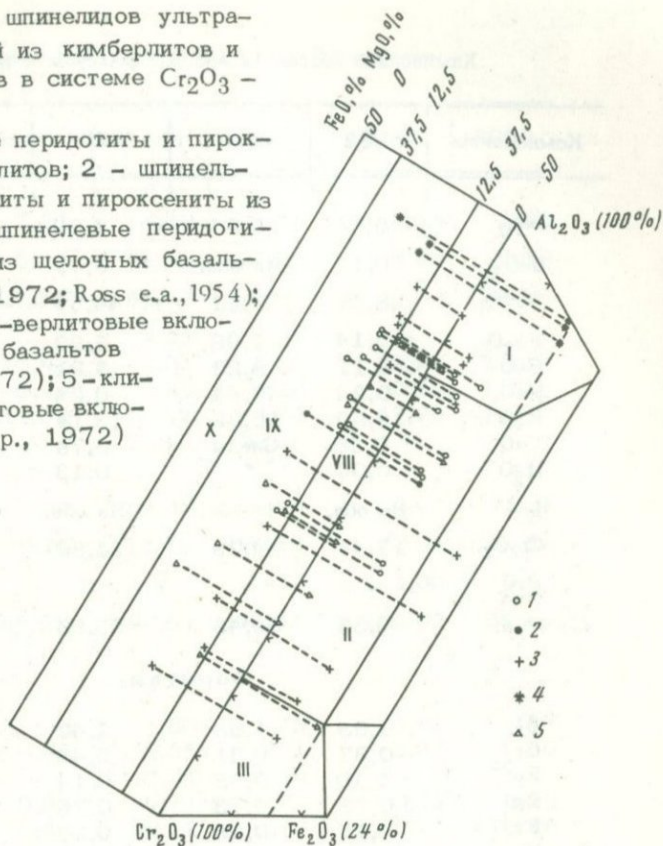 шпинелидов ультра-
й из кимберлитов и
в в системе Cr₂O₃ –
е перидотиты и пирок-
литов; 2 – шпинель-
иты и пироксениты из
шпинелевые перидоти-
из щелочных базаль-
1972; Ross e.a., 1954);
–верлитовые вклю-
базальтов
72); 5–кли-
итовые вклю-
р., 1972)
FeO,% MgO,%
50 0
37,5 12,5
12,5 37,5
0 50
Al₂O₃ (100%)
I
X
IX
VIII
II
III
1
2
3
4
5
Cr₂O₃ (100%)
Fe₂O₃ (24%)